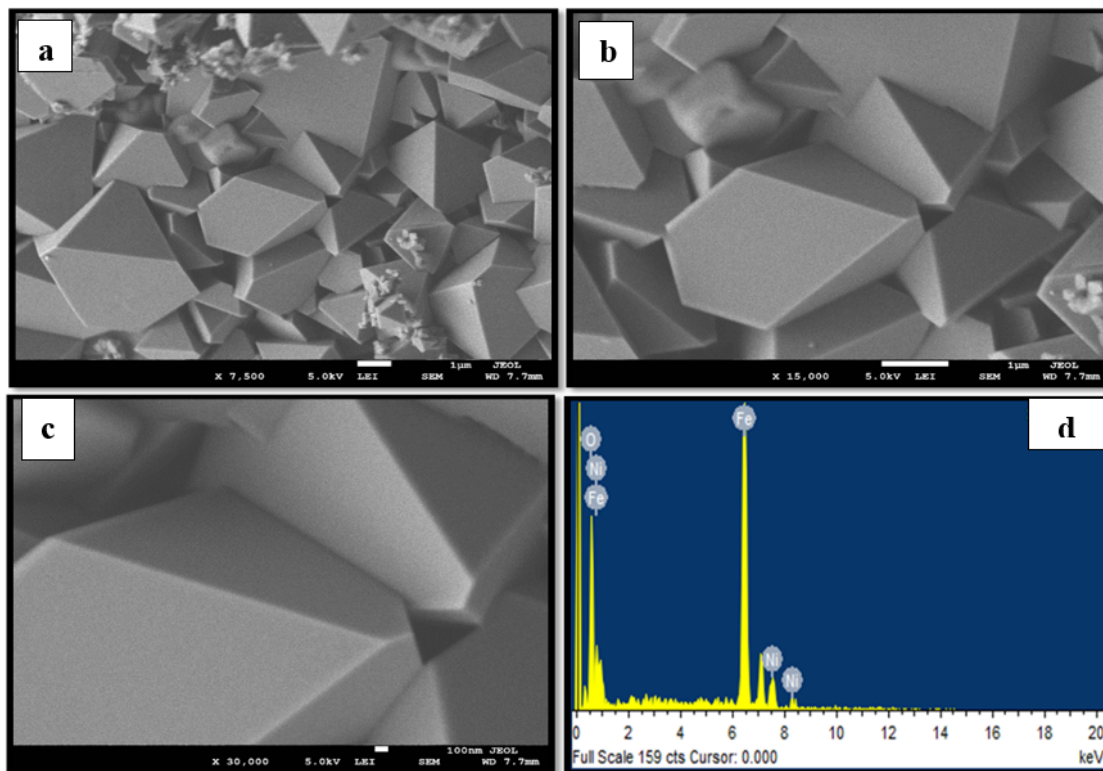 a
1μm JEOL
X 7,500 5.0kV LEI SEM WD 7.7mm
b
1μm JEOL
X 15,000 5.0kV LEI SEM WD 7.7mm
c
100nm JEOL
X 30,000 5.0kV LEI SEM WD 7.7mm
d
Fe
O
Ni
Fe
Ni
Ni
0 2 4 6 8 10 12 14 16 18 20
Full Scale 159 cts Cursor: 0.000 keV